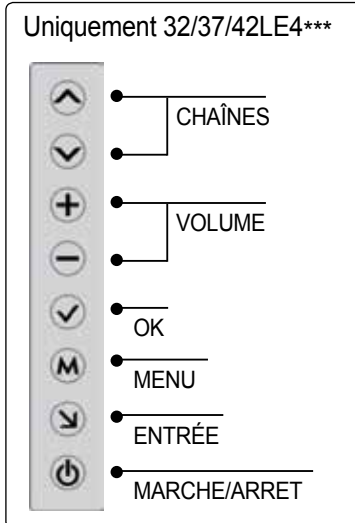 Uniquement 32/37/42LE4***
CHAÎNES
VOLUME
OK
M
MENU
ENTRÉE
MARCHE/ARRET